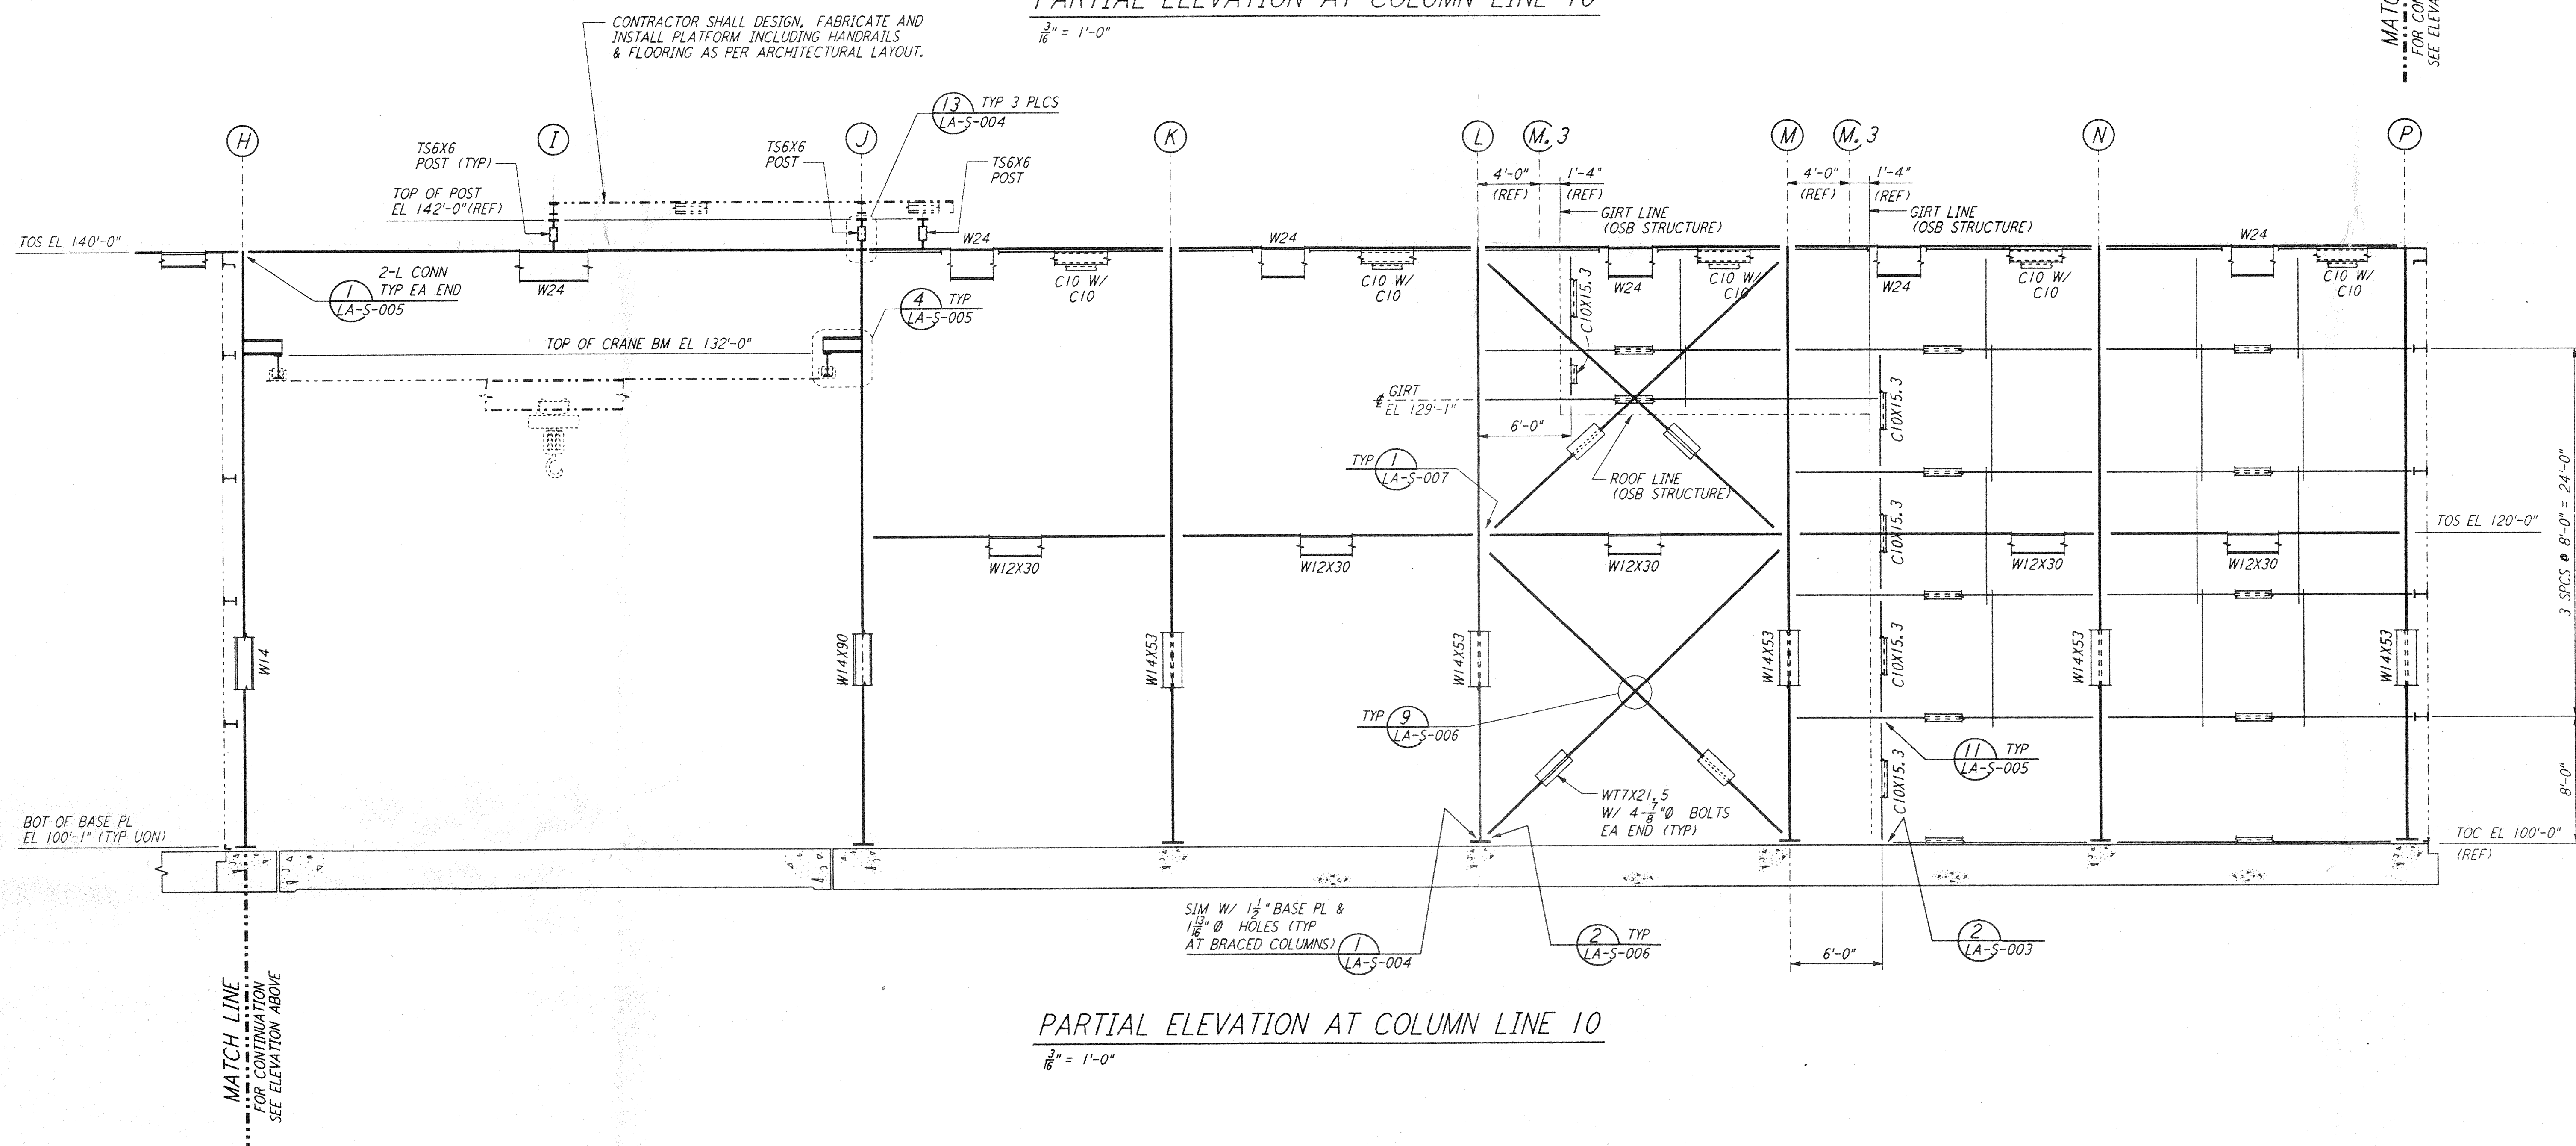 PARTIAL ELEVATION AT COLUMN LINE 10
3/16" = 1'-0"
CONTRACTOR SHALL DESIGN, FABRICATE AND
INSTALL PLATFORM INCLUDING HANDRAILS
& FLOORING AS PER ARCHITECTURAL LAYOUT.
SEE ELEVA
13 TYP 3 PLCS
LA-S-004
H
I
J
K
L
M.3
M
M.3
N
P
TS6X6
POST (TYP)
TS6X6
POST
TS6X6
POST
TOP OF POST
EL 142'-0"(REF)
4'-0"
(REF)
1'-4"
(REF)
4'-0"
(REF)
1'-4"
(REF)
GIRT LINE
(OSB STRUCTURE)
GIRT LINE
(OSB STRUCTURE)
TOS EL 140'-0"
W24
W24
W24
2-L CONN
TYP EA END
1
LA-S-005
W24
C10 W/
C10
C10 W/
C10
W24
C10 W/
C10
W24
C10 W/
C10
C10 W/
C10
C10X15.3
4 TYP
LA-S-005
TOP OF CRANE BM EL 132'-0"
℄ GIRT
EL 129'-1"
6'-0"
C10X15.3
TYP 1
LA-S-007
ROOF LINE
(OSB STRUCTURE)
C10X15.3
TOS EL 120'-0"
3 SPCS @ 8'-0" = 24'-0"
W12X30
W12X30
W12X30
W12X30
W12X30
W14
W14X90
W14X53
W14X53
W14X53
C10X15.3
W14X53
W14X53
TYP 9
LA-S-006
11 TYP
LA-S-005
C10X15.3
8'-0"
WT7X21.5
W/ 4-7/8"Ø BOLTS
EA END (TYP)
BOT OF BASE PL
EL 100'-1" (TYP UON)
TOC EL 100'-0"
(REF)
SIM W/ 1 1/2" BASE PL &
1 13/16" Ø HOLES (TYP
AT BRACED COLUMNS)
1
LA-S-004
2 TYP
LA-S-006
6'-0"
2
LA-S-003
MATCH LINE
FOR CONTINUATION
SEE ELEVATION ABOVE
PARTIAL ELEVATION AT COLUMN LINE 10
3/16" = 1'-0"